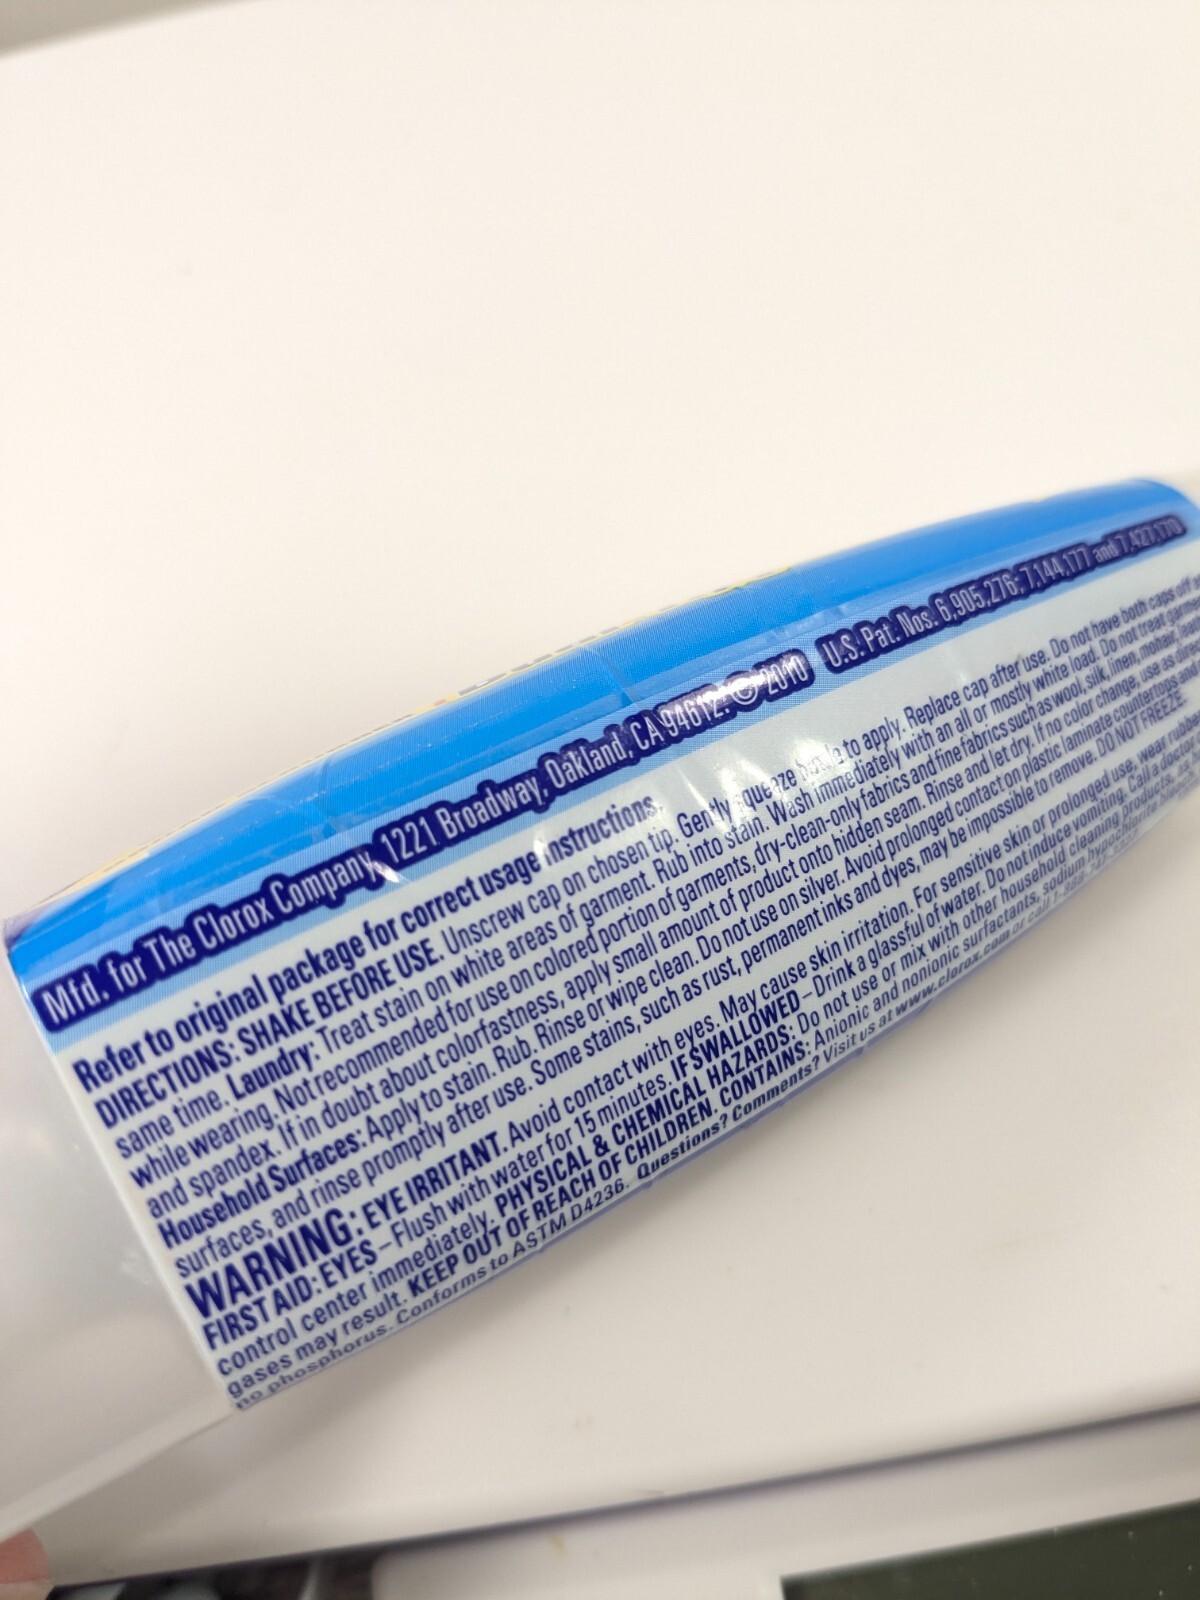 Mfd. for The Clorox Company, 1221 Broadway, Oakland, CA 94612. © 2010 U.S. Pat. Nos. 6,905,276; 7,144,177 and 7,427,170
Refer to original package for correct usage instructions.
DIRECTIONS: SHAKE BEFORE USE. Unscrew cap on chosen tip. Gently squeeze bottle to apply. Replace cap after use. Do not have both caps off
same time. Laundry: Treat stain on white areas of garment. Rub into stain. Wash immediately with an all or mostly white load. Do not treat
while wearing. Not recommended for use on colored portion of garments, dry-clean-only fabrics and fine fabrics such as wool, silk, linen, mohair,
and spandex. If in doubt about colorfastness, apply small amount of product onto hidden seam. Rinse and let dry. If no color change, use as
Household Surfaces: Apply to stain. Rub. Rinse or wipe clean. Do not use on silver. Avoid prolonged contact on plastic laminate countertops
surfaces, and rinse promptly after use. Some stains, such as rust, permanent inks and dyes, may be impossible to remove. DO NOT FREEZE.
WARNING: EYE IRRITANT. Avoid contact with eyes. May cause skin irritation. For sensitive skin or prolonged use, wear
FIRST AID: EYES – Flush with water for 15 minutes. IF SWALLOWED – Drink a glassful of water. Do not induce vomiting. Call a doctor
control center immediately. PHYSICAL & CHEMICAL HAZARDS: Do not use or mix with other household cleaning products, as
gases may result. KEEP OUT OF REACH OF CHILDREN. CONTAINS: Anionic and nonionic surfactants, sodium hypochlorite
no phosphorus. Conforms to ASTM D4236. Questions? Comments? Visit us at www.clorox.com or call